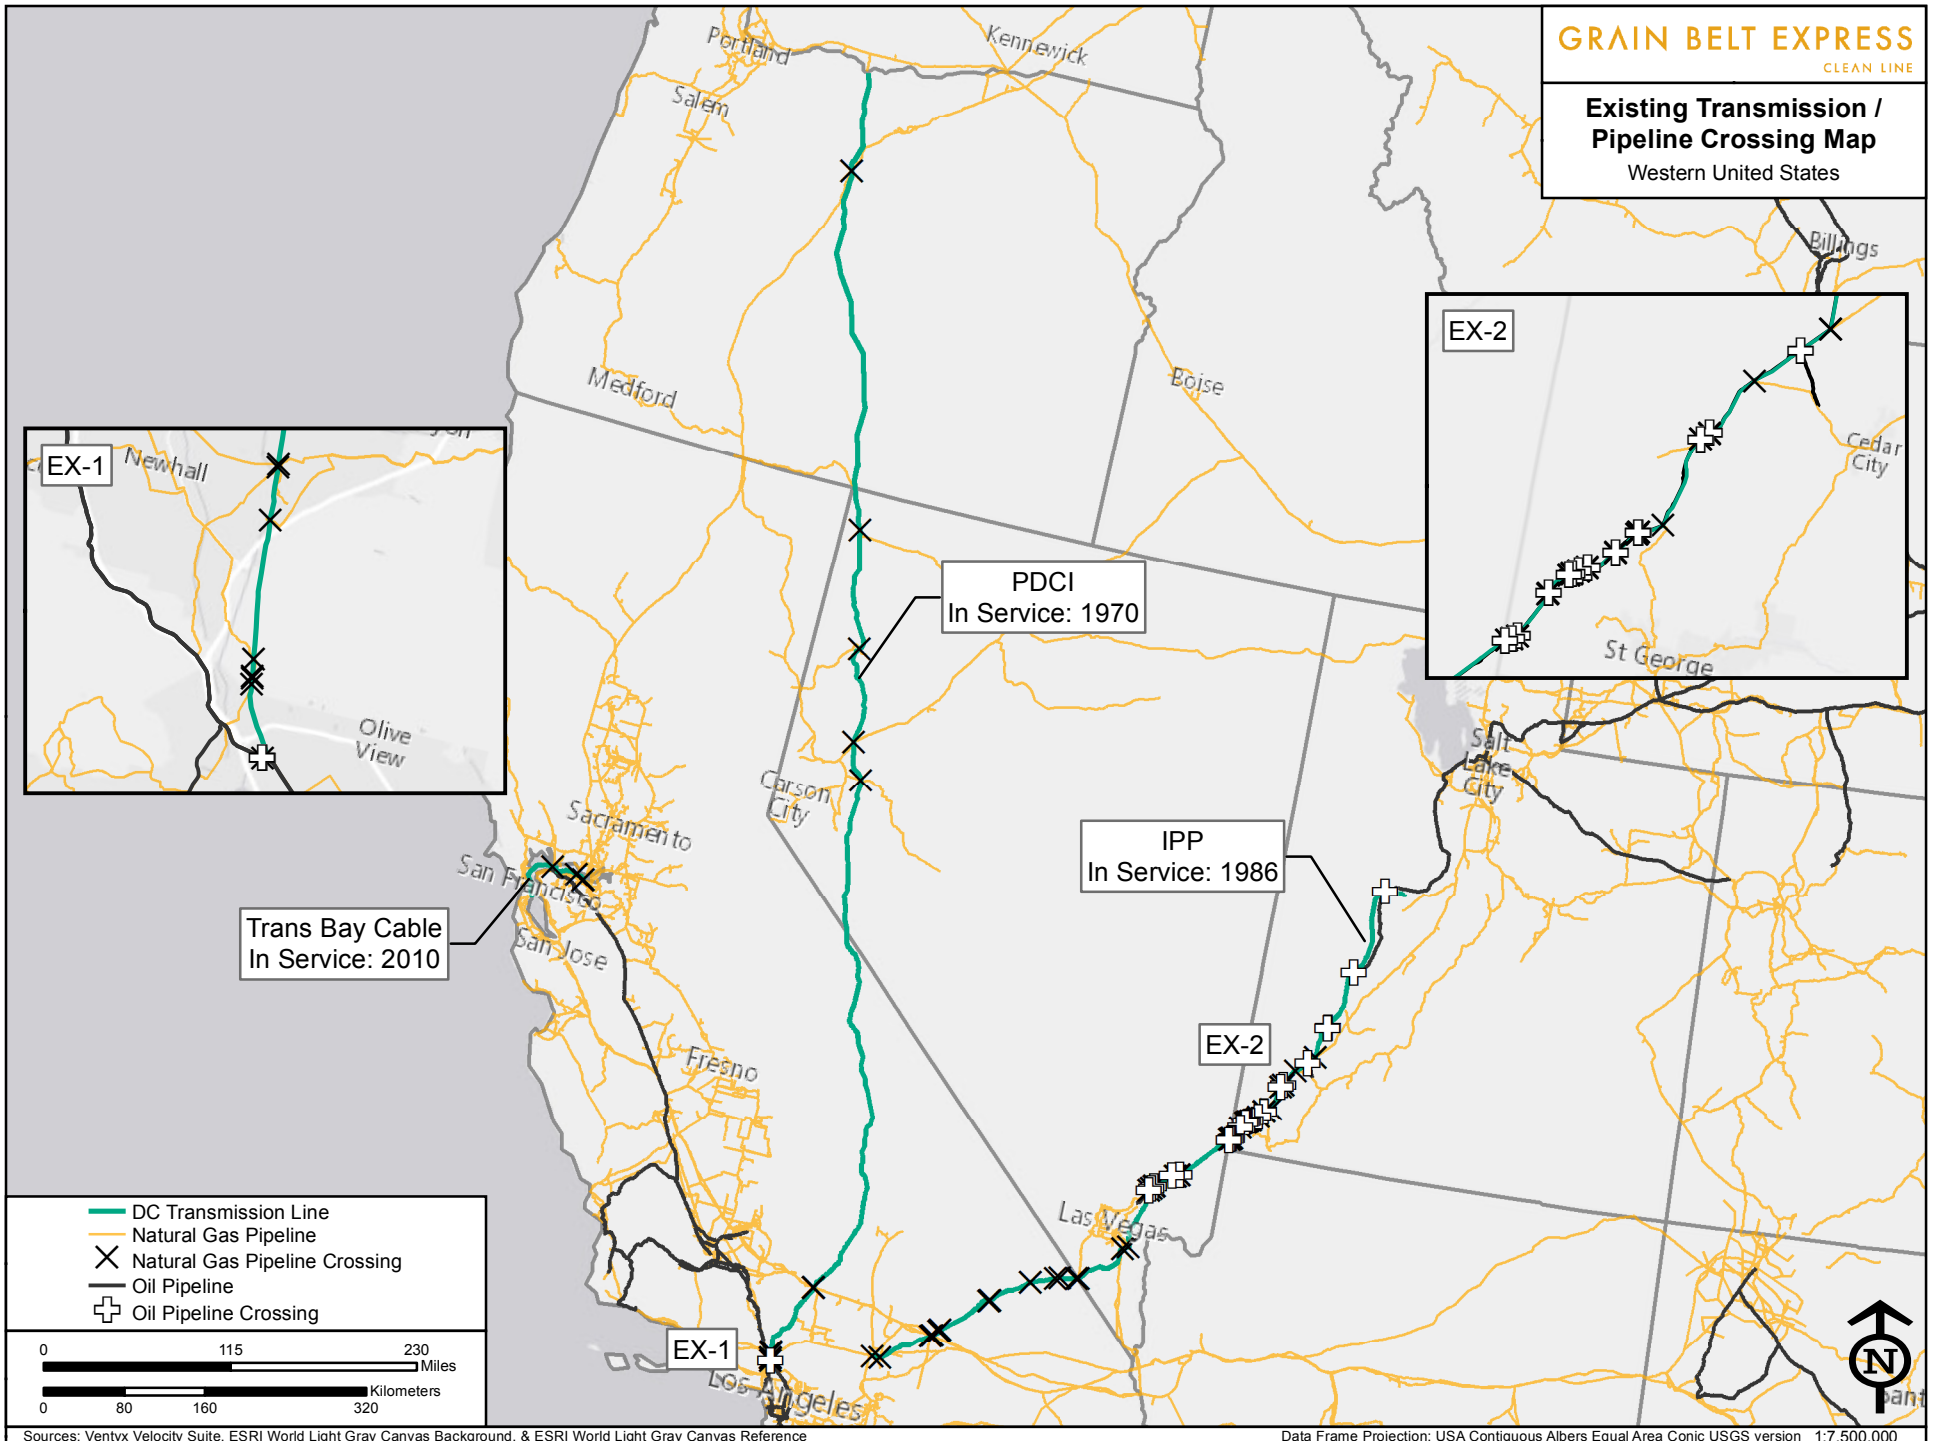 GRAIN BELT EXPRESS
CLEAN LINE
Existing Transmission /
Pipeline Crossing Map
Western United States
Portland
Kennewick
Salem
Billings
Medford
Boise
EX-2
Cedar
City
St George
EX-1
Newhall
Olive
View
PDCI
In Service: 1970
Salt
Lake
City
Carson
City
Sacramento
San Francisco
San Jose
Trans Bay Cable
In Service: 2010
IPP
In Service: 1986
EX-2
Fresno
Las Vegas
EX-1
Los Angeles
DC Transmission Line
Natural Gas Pipeline
Natural Gas Pipeline Crossing
Oil Pipeline
Oil Pipeline Crossing
0 115 230
Miles
Kilometers
0 80 160 320
N
Sources: Ventyx Velocity Suite, ESRI World Light Gray Canvas Background, & ESRI World Light Gray Canvas Reference
Data Frame Projection: USA Contiguous Albers Equal Area Conic USGS version 1:7,500,000